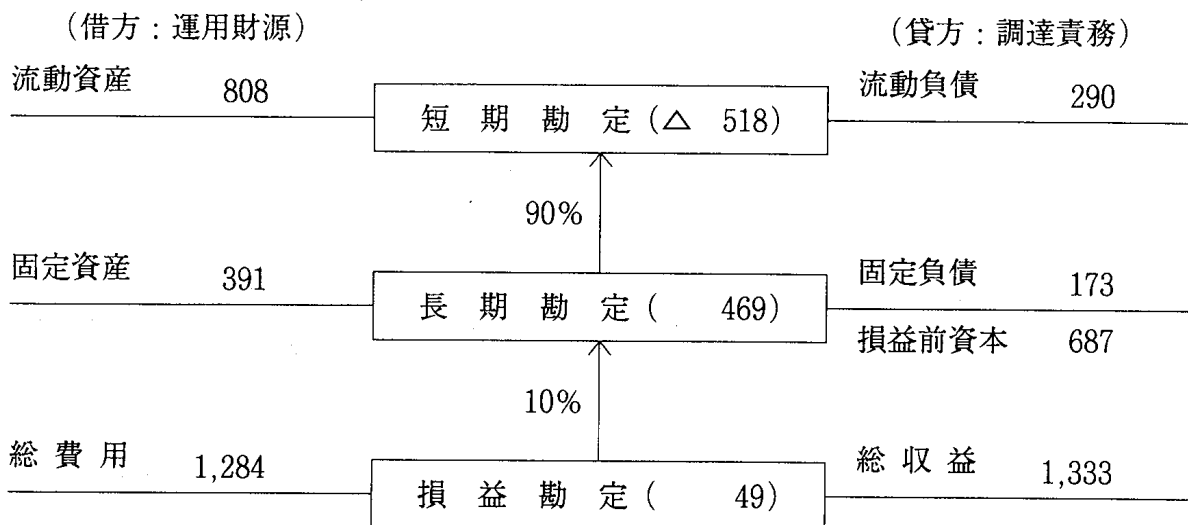 (借方：運用財源) (貸方：調達責務)
流動資産 808 短期勘定(△ 518) 流動負債 290
90%
固定資産 391 長期勘定( 469) 固定負債 173
損益前資本 687
10%
総費用 1,284 損益勘定( 49) 総収益 1,333